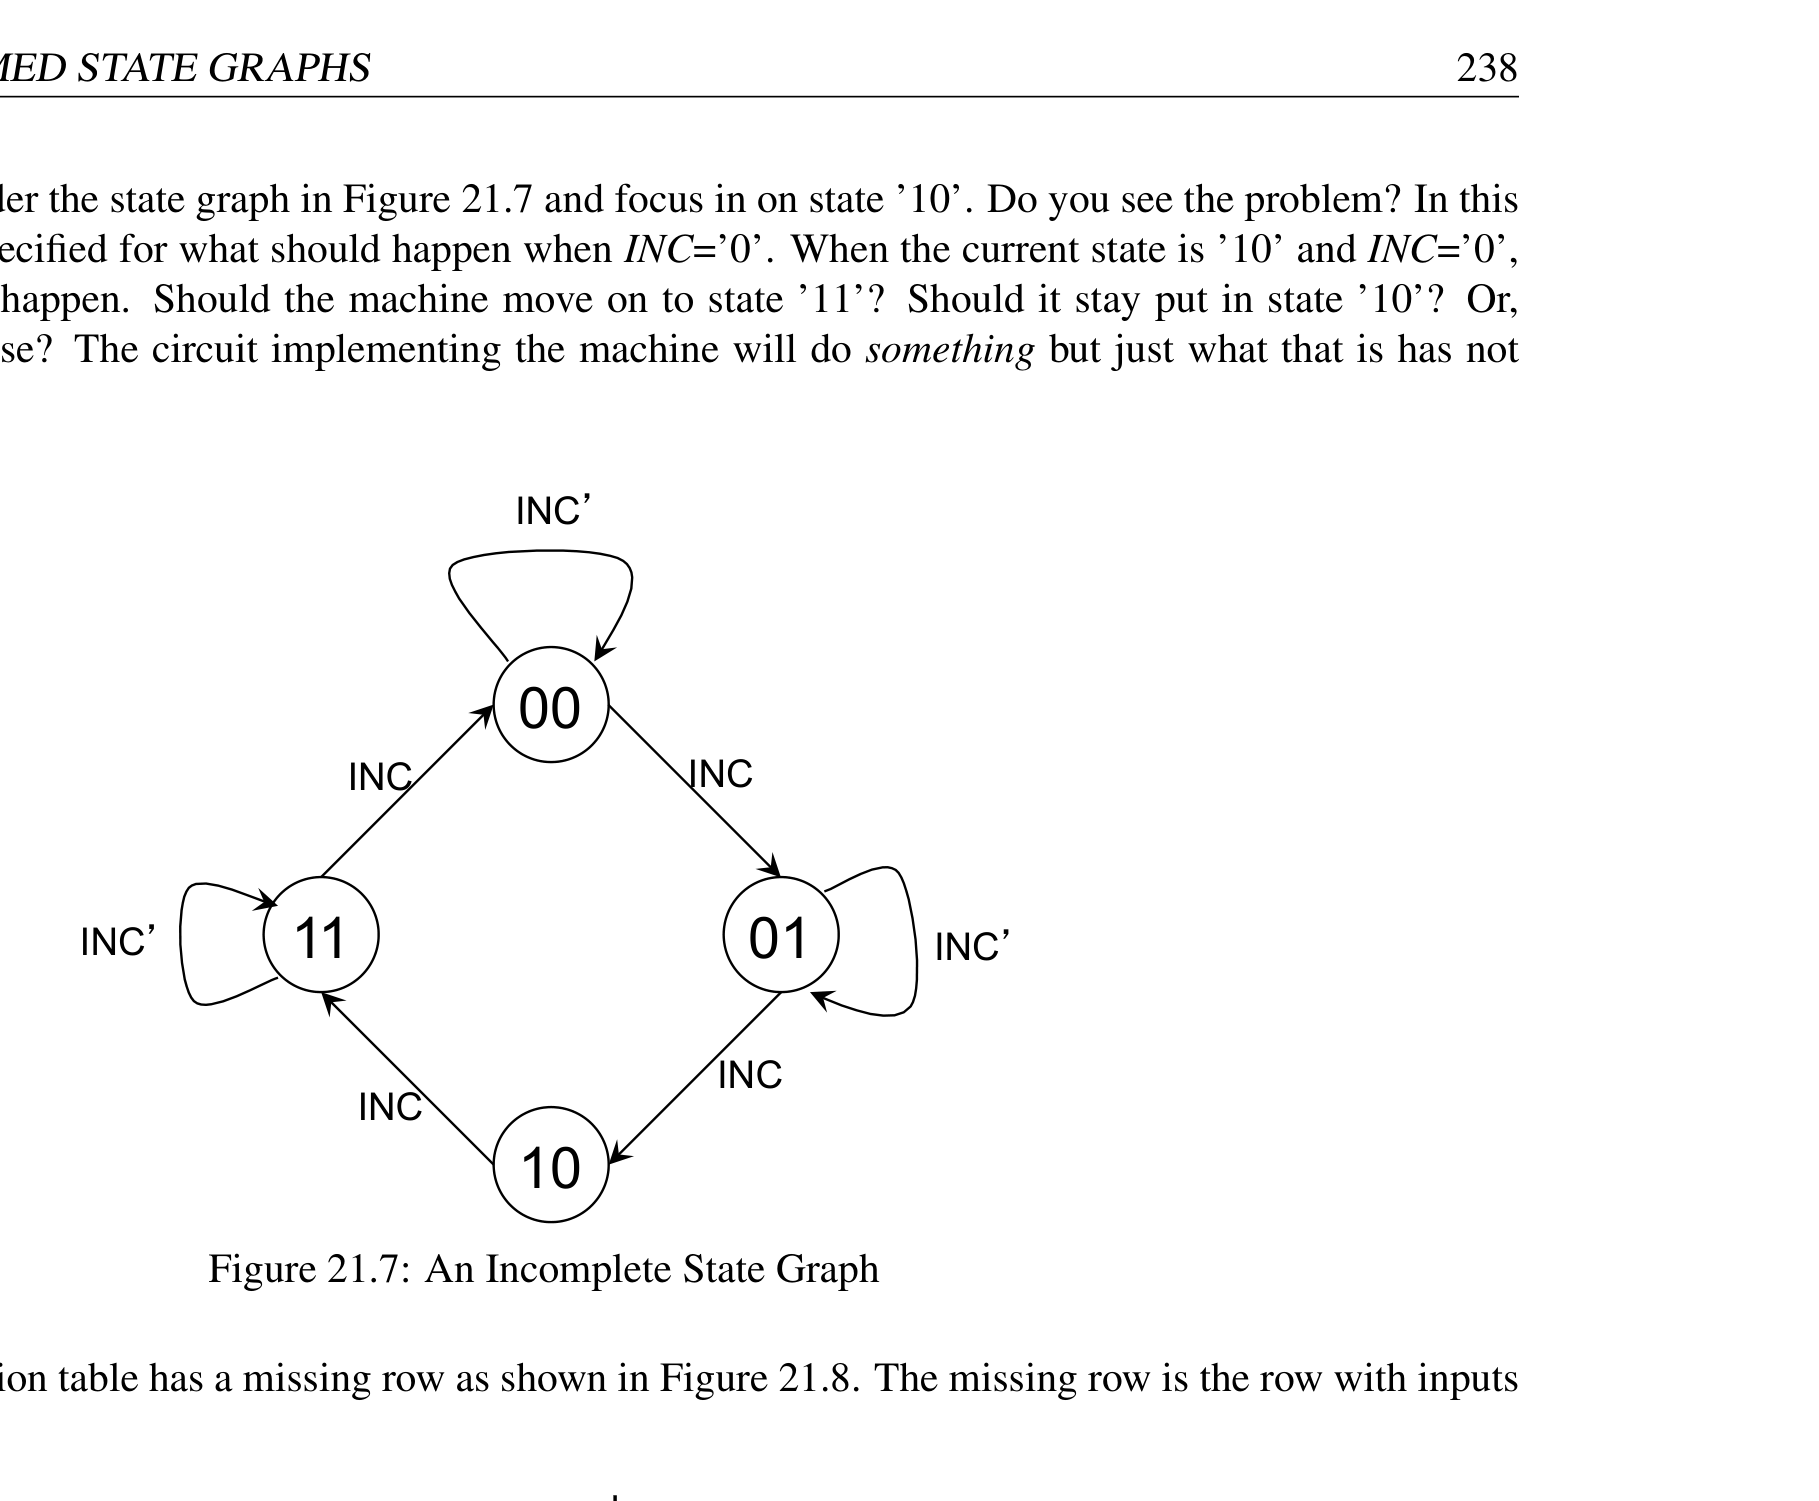 STATE GRAPHS 238
the state graph in Figure 21.7 and focus in on state ’10’. Do you see the problem? In this
for what should happen when INC=’0’. When the current state is ’10’ and INC=’0’,
happen. Should the machine move on to state ’11’? Should it stay put in state ’10’? Or,
The circuit implementing the machine will do something but just what that is has not
INC’
00
INC
INC
INC’
11
01
INC’
INC
INC
10
Figure 21.7: An Incomplete State Graph
table has a missing row as shown in Figure 21.8. The missing row is the row with inputs